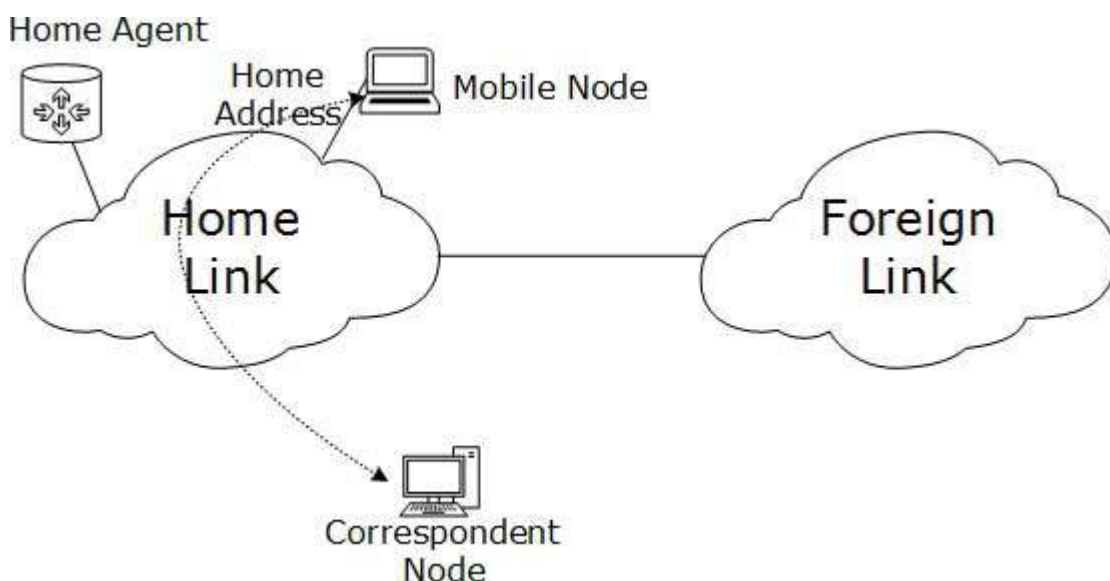 Home Agent
Home
Address
Mobile Node
Home
Link
Foreign
Link
Correspondent
Node